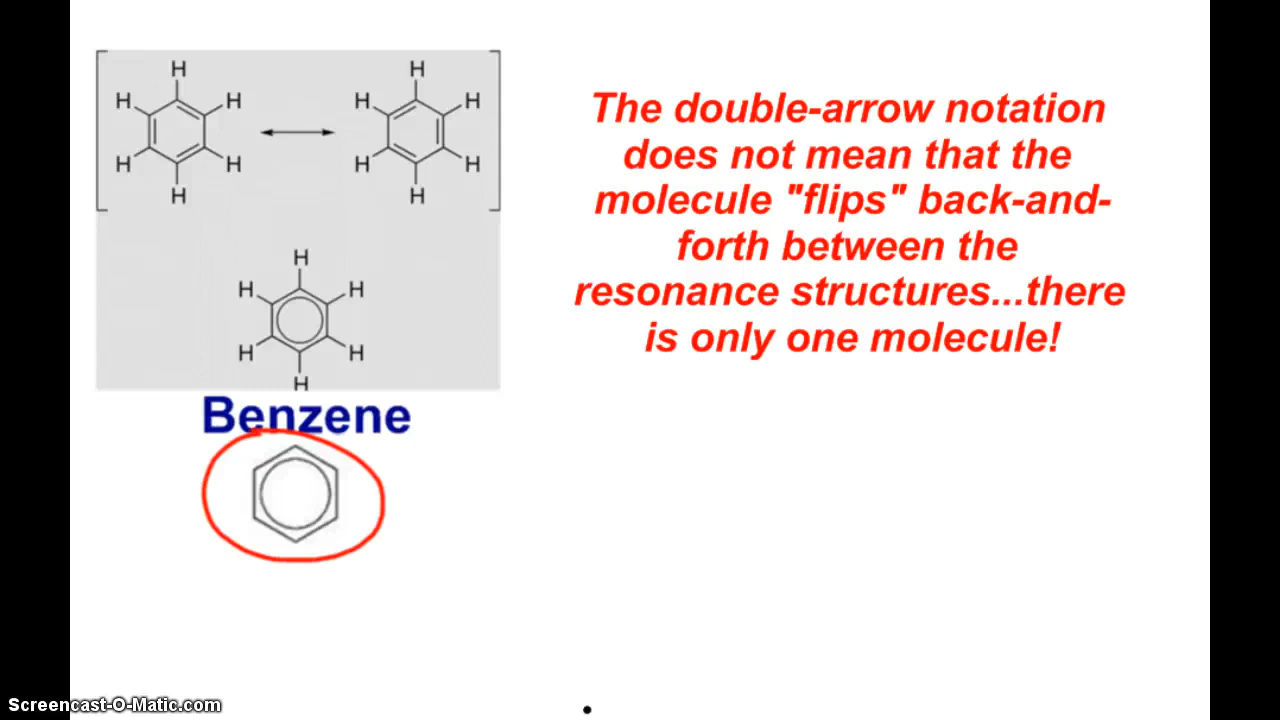 H H
H H H H
H H H H
H H
H
H H
H H
H
Benzene
The double-arrow notation
does not mean that the
molecule "flips" back-and-
forth between the
resonance structures...there
is only one molecule!
Screencast-O-Matic.com